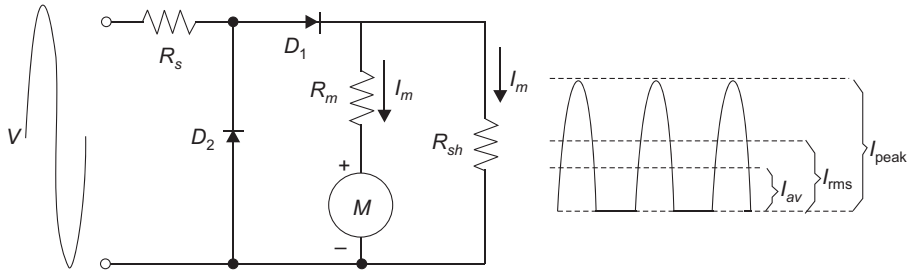 V
R_s
D_1
D_2
R_m
I_m
+
M
–
R_sh
I_m
I_av
I_rms
I_peak